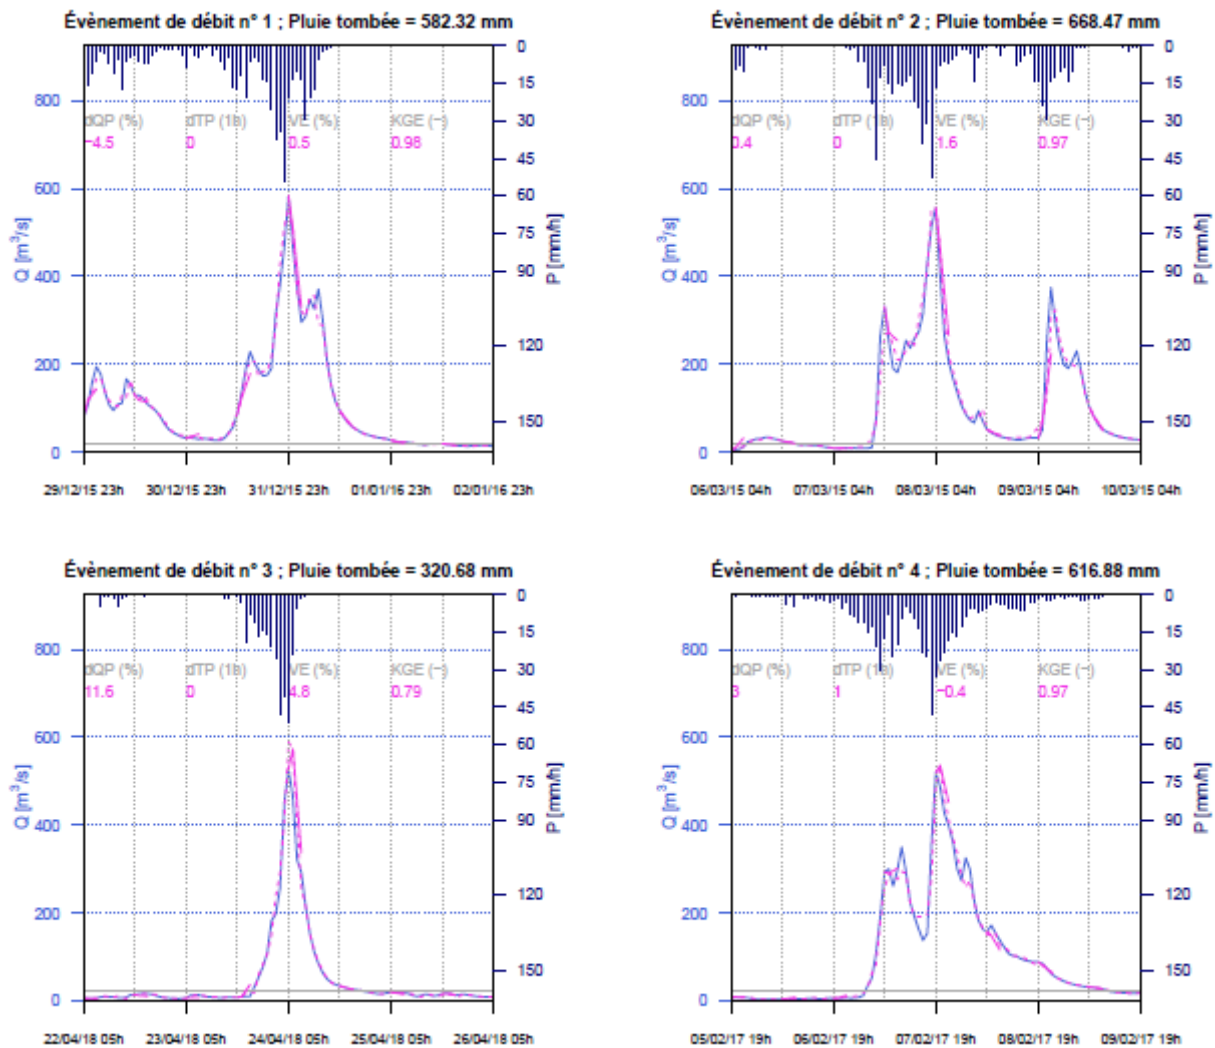 Évènement de débit n° 1 ; Pluie tombée = 582.32 mm
800
600
400
200
0
Q [m³/s]
0
15
30
45
60
75
90
120
150
P [mm/h]
dQP (%) dTP (1h) VE (%) KGE (−)
−4.5 0 0.5 0.98
29/12/15 23h 30/12/15 23h 31/12/15 23h 01/01/16 23h 02/01/16 23h
Évènement de débit n° 2 ; Pluie tombée = 668.47 mm
800
600
400
200
0
Q [m³/s]
0
15
30
45
60
75
90
120
150
P [mm/h]
dQP (%) dTP (1h) VE (%) KGE (−)
0.4 0 1.6 0.97
06/03/15 04h 07/03/15 04h 08/03/15 04h 09/03/15 04h 10/03/15 04h
Évènement de débit n° 3 ; Pluie tombée = 320.68 mm
800
600
400
200
0
Q [m³/s]
0
15
30
45
60
75
90
120
150
P [mm/h]
dQP (%) dTP (1h) VE (%) KGE (−)
11.6 0 4.8 0.79
22/04/18 05h 23/04/18 05h 24/04/18 05h 25/04/18 05h 26/04/18 05h
Évènement de débit n° 4 ; Pluie tombée = 616.88 mm
800
600
400
200
0
Q [m³/s]
0
15
30
45
60
75
90
120
150
P [mm/h]
dQP (%) dTP (1h) VE (%) KGE (−)
3 1 −0.4 0.97
05/02/17 19h 06/02/17 19h 07/02/17 19h 08/02/17 19h 09/02/17 19h